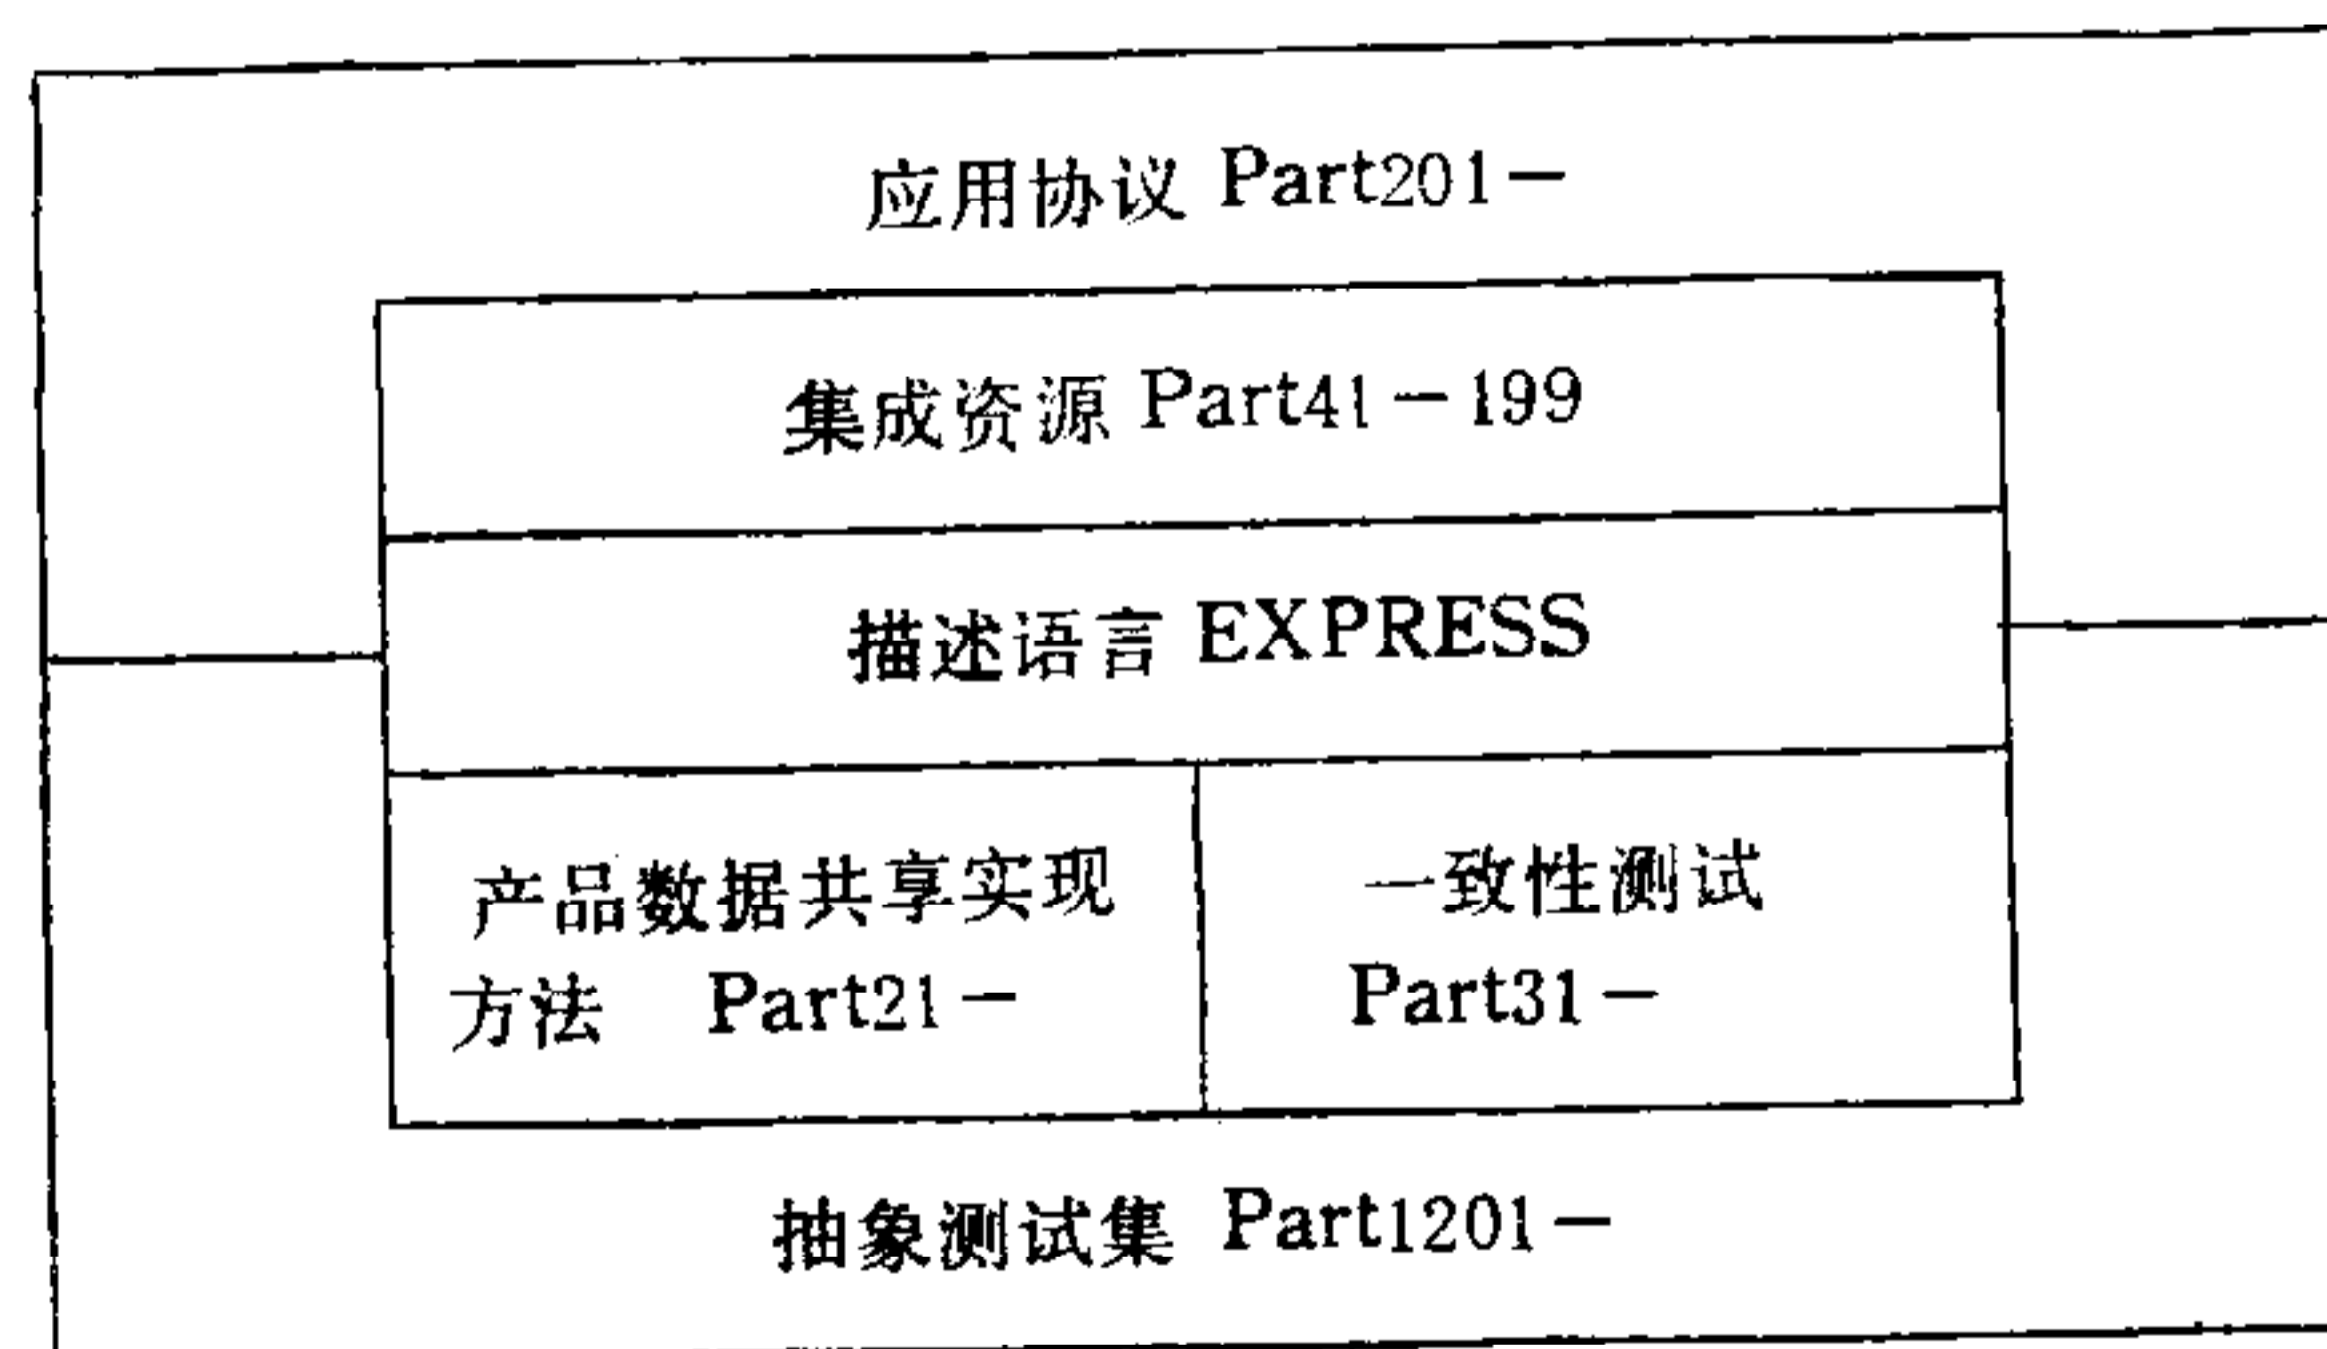 应用协议 Part201-
集成资源 Part41-199
描述语言 EXPRESS
产品数据共享实现
方法 Part21-
一致性测试
Part31-
抽象测试集 Part1201-